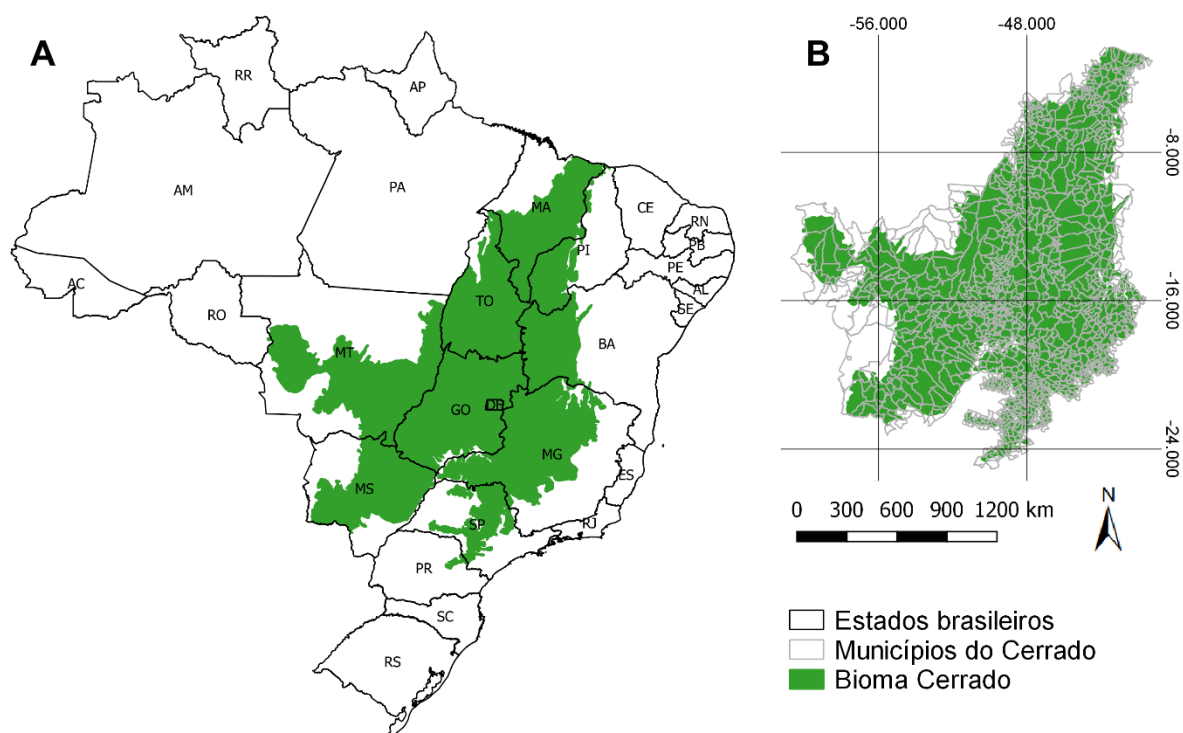 A
RR
AP
AM
PA
MA
CE
RN
PB
PI
PE
AL
SE
AC
RO
TO
BA
MT
GO
DF
MG
ES
MS
SP
RJ
PR
SC
RS
B
-56.000
-48.000
-8.000
-16.000
-24.000
0 300 600 900 1200 km
N
Estados brasileiros
Municípios do Cerrado
Bioma Cerrado